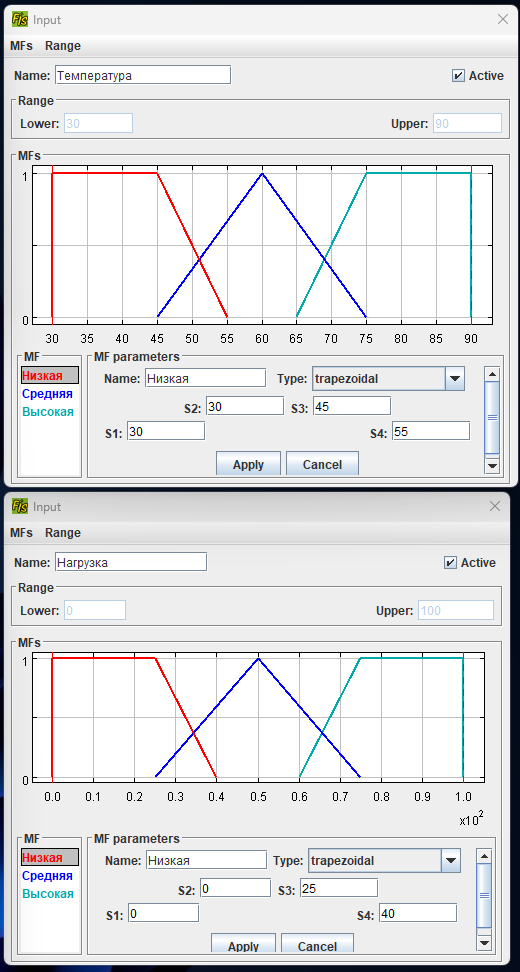 Fis Input
MFs Range
Name: Температура Active
Range
Lower: 30 Upper: 90
MFs
1
0
30 35 40 45 50 55 60 65 70 75 80 85 90
MF MF parameters
Низкая Name: Низкая Type: trapezoidal
Средняя S2: 30 S3: 45
Высокая S1: 30 S4: 55
Apply Cancel
Fis Input
MFs Range
Name: Нагрузка Active
Range
Lower: 0 Upper: 100
MFs
1
0
0.0 0.1 0.2 0.3 0.4 0.5 0.6 0.7 0.8 0.9 1.0
x10²
MF MF parameters
Низкая Name: Низкая Type: trapezoidal
Средняя S2: 0 S3: 25
Высокая S1: 0 S4: 40
Apply Cancel